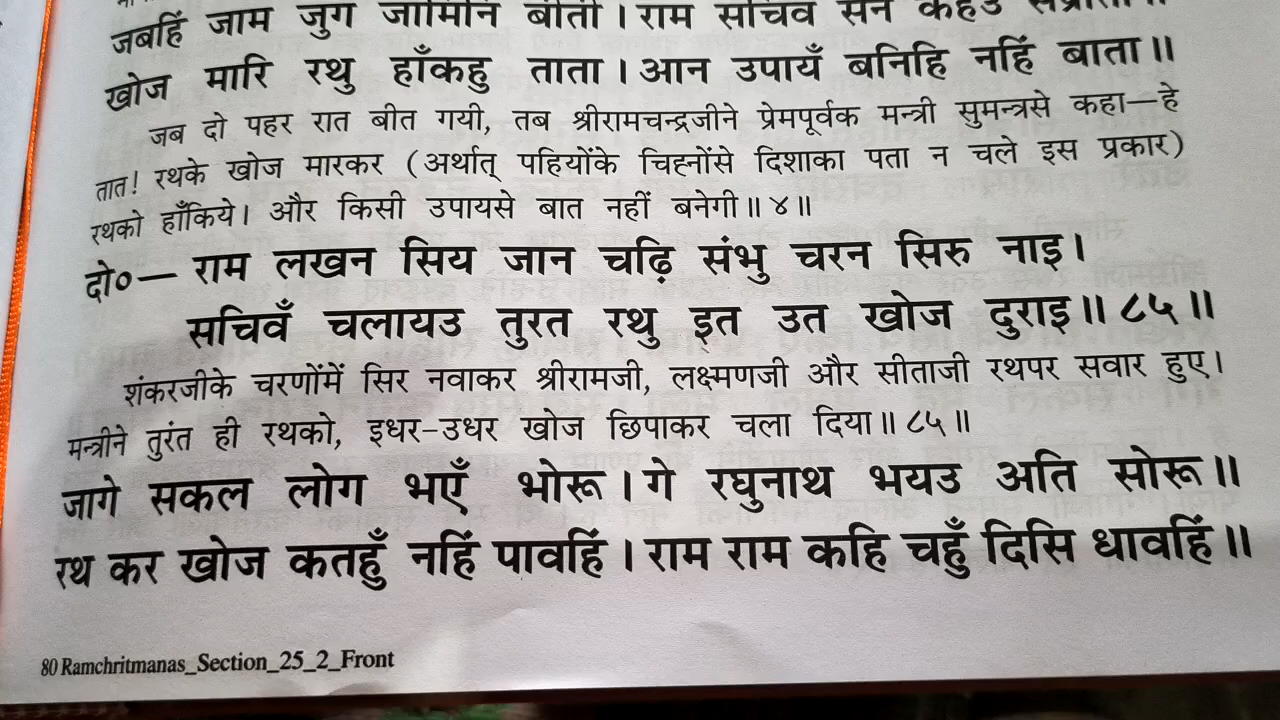 जबहिं जाम जुग जामिनि बीती । राम सचिव सन कहेउ
खोज मारि रथु हाँकहु ताता । आन उपायँ बनिहि नहिं बाता ॥
जब दो पहर रात बीत गयी, तब श्रीरामचन्द्रजीने प्रेमपूर्वक मन्त्री सुमन्त्रसे कहा—हे
तात! रथके खोज मारकर (अर्थात् पहियोंके चिह्नोंसे दिशाका पता न चले इस प्रकार)
रथको हाँकिये। और किसी उपायसे बात नहीं बनेगी॥ ४॥
दो०— राम लखन सिय जान चढ़ि संभु चरन सिरु नाइ।
सचिवँ चलायउ तुरत रथु इत उत खोज दुराइ॥ ८५॥
शंकरजीके चरणोंमें सिर नवाकर श्रीरामजी, लक्ष्मणजी और सीताजी रथपर सवार हुए।
मन्त्रीने तुरंत ही रथको, इधर-उधर खोज छिपाकर चला दिया॥ ८५॥
जागे सकल लोग भएँ भोरू । गे रघुनाथ भयउ अति सोरू ॥
रथ कर खोज कतहुँ नहिं पावहिं । राम राम कहि चहुँ दिसि धावहिं ॥
80 Ramchritmanas_Section_25_2_Front